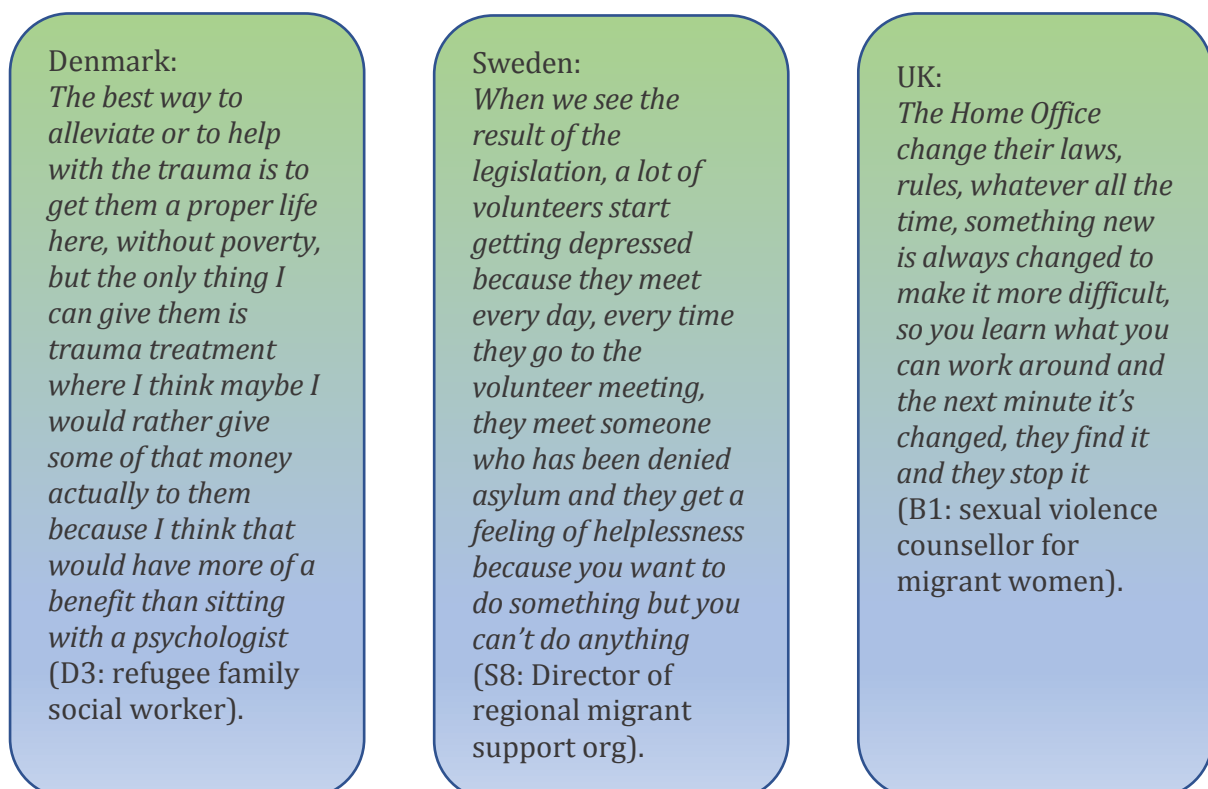 Denmark:
The best way to
alleviate or to help
with the trauma is to
get them a proper life
here, without poverty,
but the only thing I
can give them is
trauma treatment
where I think maybe I
would rather give
some of that money
actually to them
because I think that
would have more of a
benefit than sitting
with a psychologist
(D3: refugee family
social worker).
Sweden:
When we see the
result of the
legislation, a lot of
volunteers start
getting depressed
because they meet
every day, every time
they go to the
volunteer meeting,
they meet someone
who has been denied
asylum and they get a
feeling of helplessness
because you want to
do something but you
can’t do anything
(S8: Director of
regional migrant
support org).
UK:
The Home Office
change their laws,
rules, whatever all the
time, something new
is always changed to
make it more difficult,
so you learn what you
can work around and
the next minute it’s
changed, they find it
and they stop it
(B1: sexual violence
counsellor for
migrant women).